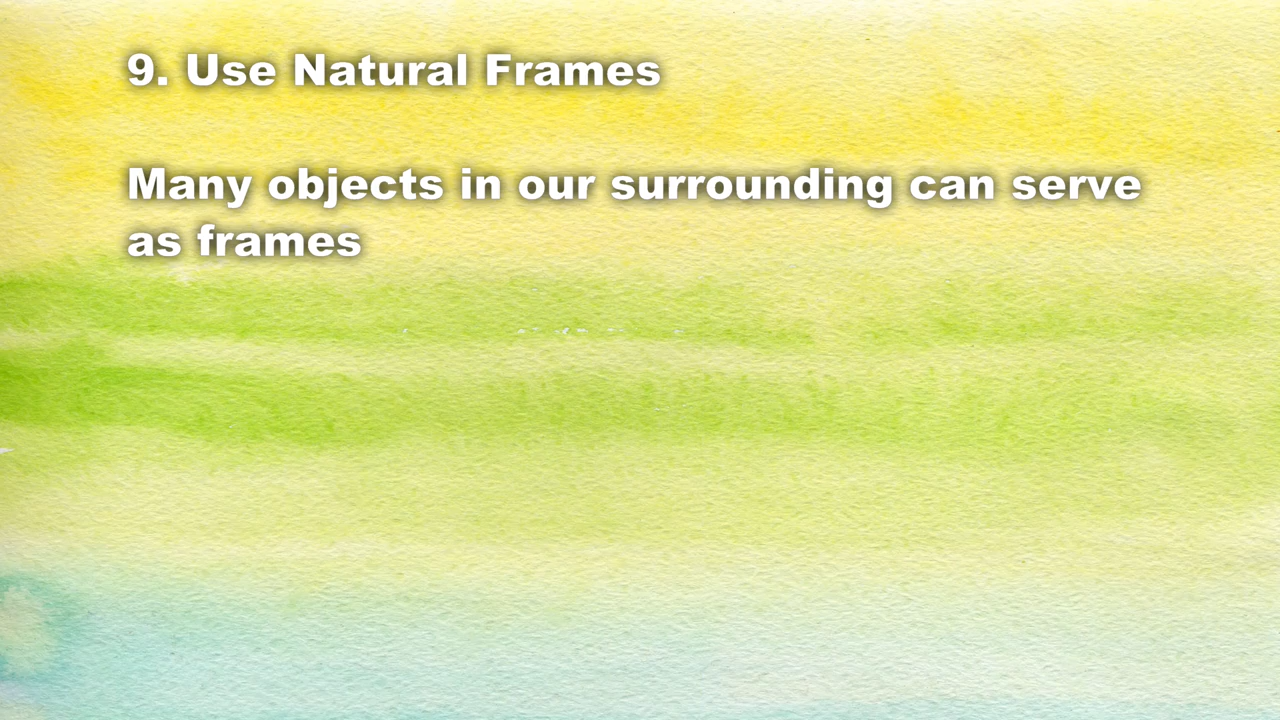 9. Use Natural Frames
Many objects in our surrounding can serve
as frames